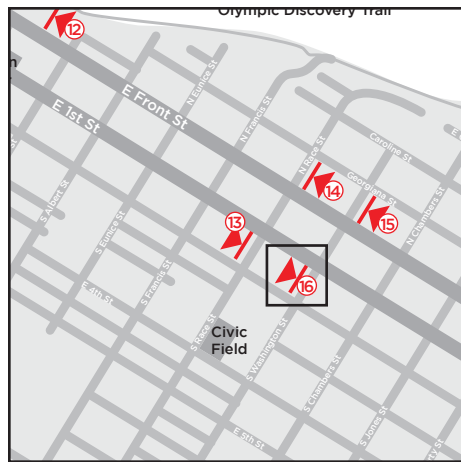 Olympic Discovery Trail
12
E Front St
E 1st St
N Eunice St
N Francis St
N Race St
Caroline St
Georgiana St
N Chambers St
14
15
13
16
S Albert St
S Eunice St
S Francis St
E 4th St
S Race St
Civic
Field
S Washington St
S Chambers St
S Jones St
E 5th St